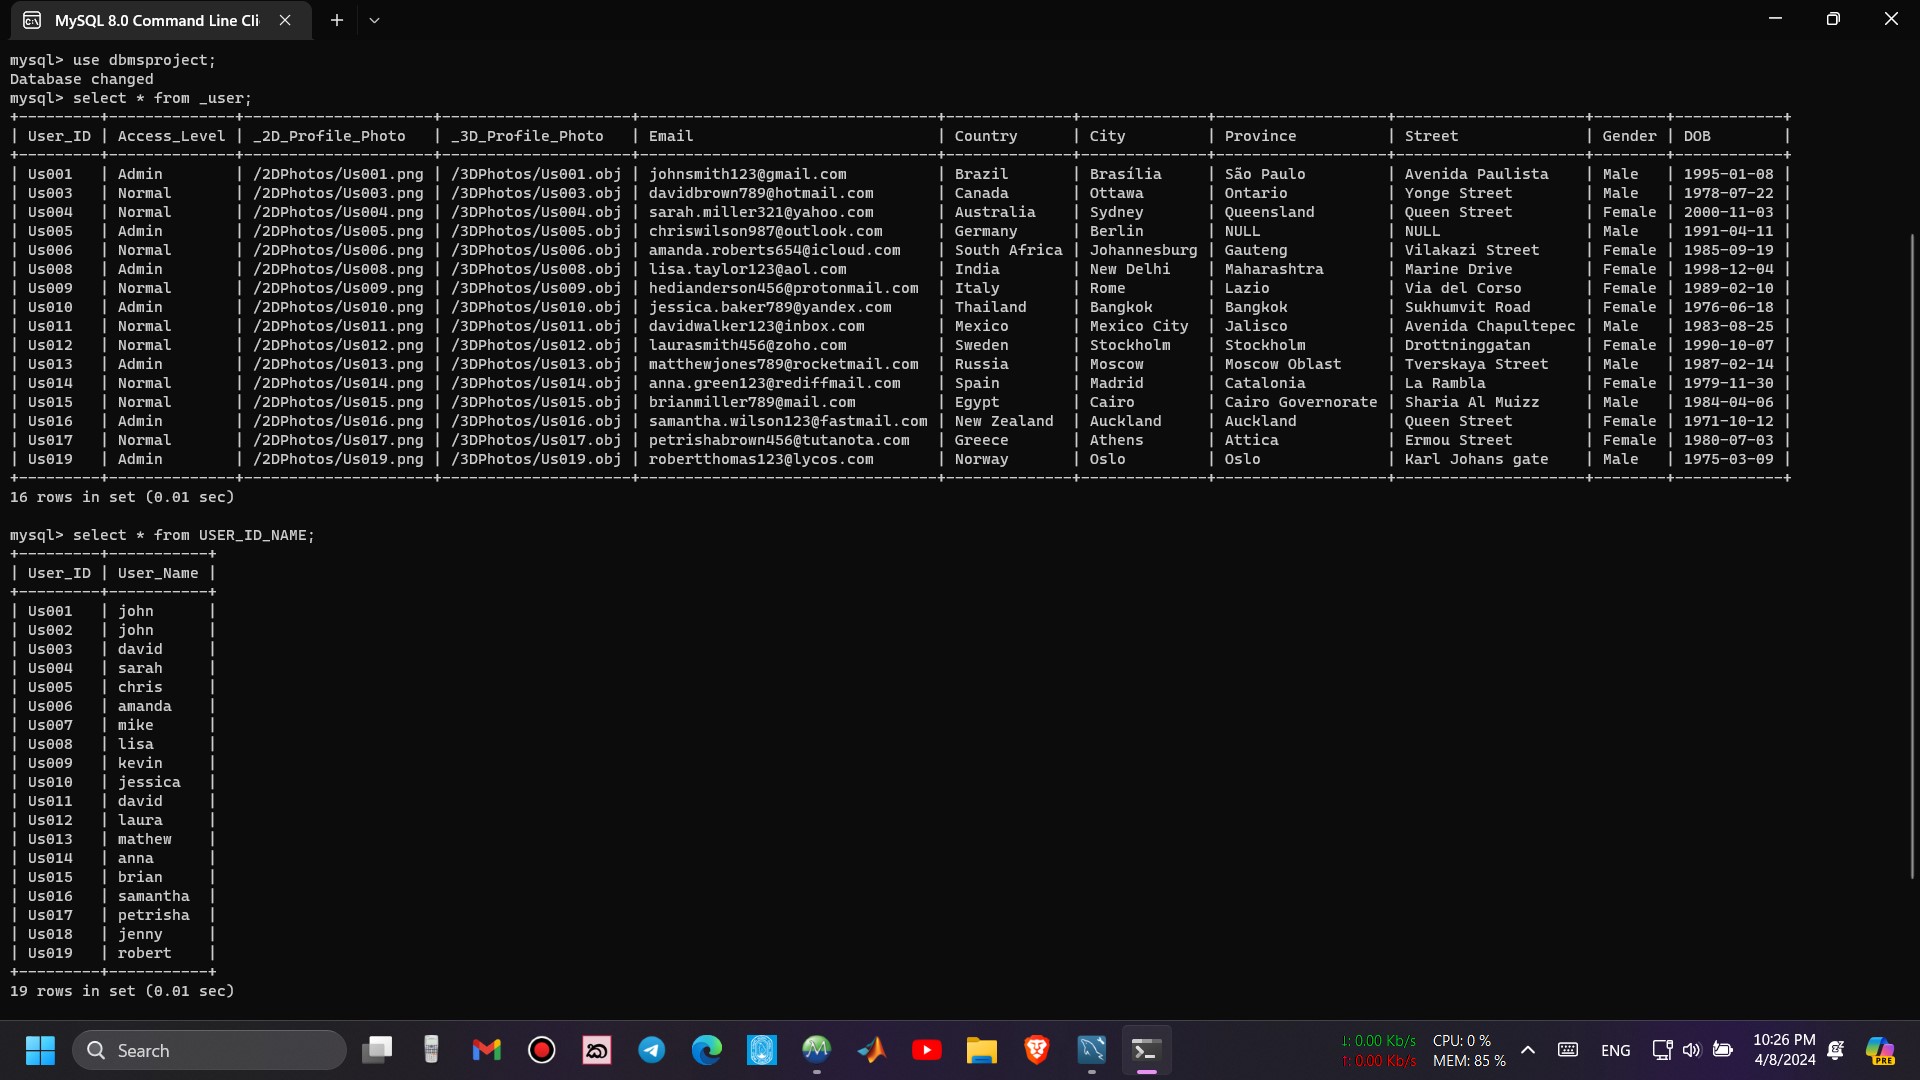 MySQL 8.0 Command Line Cli
mysql> use dbmsproject;
Database changed
mysql> select * from _user;
+---------+--------------+---------------------+---------------------+--------------------------------+--------------+--------------+-------------------+---------------------+--------+------------+
| User_ID | Access_Level | _2D_Profile_Photo   | _3D_Profile_Photo   | Email                          | Country      | City         | Province          | Street              | Gender | DOB        |
+---------+--------------+---------------------+---------------------+--------------------------------+--------------+--------------+-------------------+---------------------+--------+------------+
| Us001   | Admin        | /2DPhotos/Us001.png | /3DPhotos/Us001.obj | johnsmith123@gmail.com         | Brazil       | Brasília     | São Paulo         | Avenida Paulista    | Male   | 1995-01-08 |
| Us003   | Normal       | /2DPhotos/Us003.png | /3DPhotos/Us003.obj | davidbrown789@hotmail.com      | Canada       | Ottawa       | Ontario           | Yonge Street        | Male   | 1978-07-22 |
| Us004   | Normal       | /2DPhotos/Us004.png | /3DPhotos/Us004.obj | sarah.miller321@yahoo.com      | Australia    | Sydney       | Queensland        | Queen Street        | Female | 2000-11-03 |
| Us005   | Admin        | /2DPhotos/Us005.png | /3DPhotos/Us005.obj | chriswilson987@outlook.com     | Germany      | Berlin       | NULL              | NULL                | Male   | 1991-04-11 |
| Us006   | Normal       | /2DPhotos/Us006.png | /3DPhotos/Us006.obj | amanda.roberts654@icloud.com   | South Africa | Johannesburg | Gauteng           | Vilakazi Street     | Female | 1985-09-19 |
| Us008   | Admin        | /2DPhotos/Us008.png | /3DPhotos/Us008.obj | lisa.taylor123@aol.com         | India        | New Delhi    | Maharashtra       | Marine Drive        | Female | 1998-12-04 |
| Us009   | Normal       | /2DPhotos/Us009.png | /3DPhotos/Us009.obj | hedianderson456@protonmail.com | Italy        | Rome         | Lazio             | Via del Corso       | Female | 1989-02-10 |
| Us010   | Admin        | /2DPhotos/Us010.png | /3DPhotos/Us010.obj | jessica.baker789@yandex.com    | Thailand     | Bangkok      | Bangkok           | Sukhumvit Road      | Female | 1976-06-18 |
| Us011   | Normal       | /2DPhotos/Us011.png | /3DPhotos/Us011.obj | davidwalker123@inbox.com       | Mexico       | Mexico City  | Jalisco           | Avenida Chapultepec | Male   | 1983-08-25 |
| Us012   | Normal       | /2DPhotos/Us012.png | /3DPhotos/Us012.obj | laurasmith456@zoho.com         | Sweden       | Stockholm    | Stockholm         | Drottninggatan      | Female | 1990-10-07 |
| Us013   | Admin        | /2DPhotos/Us013.png | /3DPhotos/Us013.obj | matthewjones789@rocketmail.com | Russia       | Moscow       | Moscow Oblast     | Tverskaya Street    | Male   | 1987-02-14 |
| Us014   | Normal       | /2DPhotos/Us014.png | /3DPhotos/Us014.obj | anna.green123@rediffmail.com   | Spain        | Madrid       | Catalonia         | La Rambla           | Female | 1979-11-30 |
| Us015   | Normal       | /2DPhotos/Us015.png | /3DPhotos/Us015.obj | brianmiller789@mail.com        | Egypt        | Cairo        | Cairo Governorate | Sharia Al Muizz     | Male   | 1984-04-06 |
| Us016   | Admin        | /2DPhotos/Us016.png | /3DPhotos/Us016.obj | samantha.wilson123@fastmail.com | New Zealand  | Auckland     | Auckland          | Queen Street        | Female | 1971-10-12 |
| Us017   | Normal       | /2DPhotos/Us017.png | /3DPhotos/Us017.obj | petrishabrown456@tutanota.com  | Greece       | Athens       | Attica            | Ermou Street        | Female | 1980-07-03 |
| Us019   | Admin        | /2DPhotos/Us019.png | /3DPhotos/Us019.obj | robertthomas123@lycos.com      | Norway       | Oslo         | Oslo              | Karl Johans gate    | Male   | 1975-03-09 |
+---------+--------------+---------------------+---------------------+--------------------------------+--------------+--------------+-------------------+---------------------+--------+------------+
16 rows in set (0.01 sec)
mysql> select * from USER_ID_NAME;
+---------+-----------+
| User_ID | User_Name |
+---------+-----------+
| Us001   | john      |
| Us002   | john      |
| Us003   | david     |
| Us004   | sarah     |
| Us005   | chris     |
| Us006   | amanda    |
| Us007   | mike      |
| Us008   | lisa      |
| Us009   | kevin     |
| Us010   | jessica   |
| Us011   | david     |
| Us012   | laura     |
| Us013   | mathew    |
| Us014   | anna      |
| Us015   | brian     |
| Us016   | samantha  |
| Us017   | petrisha  |
| Us018   | jenny     |
| Us019   | robert    |
+---------+-----------+
19 rows in set (0.01 sec)
Search
↓: 0.00 Kb/s CPU: 0 %
↑: 0.00 Kb/s MEM: 85 %
ENG
10:26 PM
4/8/2024
PRE